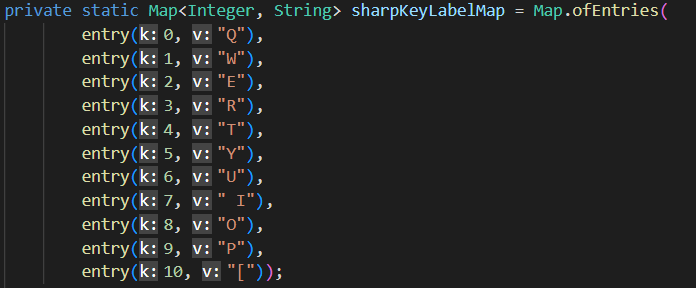 private static Map<Integer, String> sharpKeyLabelMap = Map.ofEntries(
entry(k: 0, v: "Q"),
entry(k: 1, v: "W"),
entry(k: 2, v: "E"),
entry(k: 3, v: "R"),
entry(k: 4, v: "T"),
entry(k: 5, v: "Y"),
entry(k: 6, v: "U"),
entry(k: 7, v: " I"),
entry(k: 8, v: "O"),
entry(k: 9, v: "P"),
entry(k: 10, v: "["));